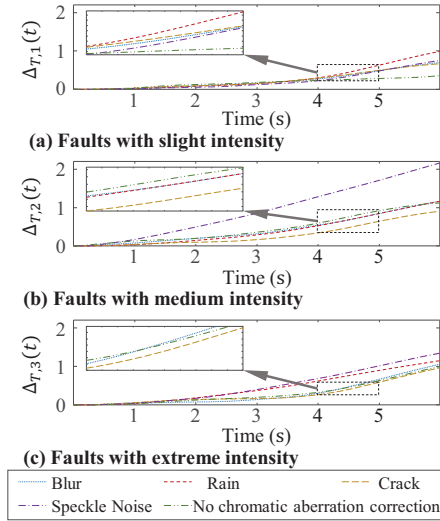 Δ_{T,1}(t)
2
1
0
1
2
3
4
5
Time (s)
(a) Faults with slight intensity
Δ_{T,2}(t)
2
1
0
1
2
3
4
5
Time (s)
(b) Faults with medium intensity
Δ_{T,3}(t)
2
1
0
1
2
3
4
5
Time (s)
(c) Faults with extreme intensity
Blur Rain Crack
Speckle Noise No chromatic aberration correction